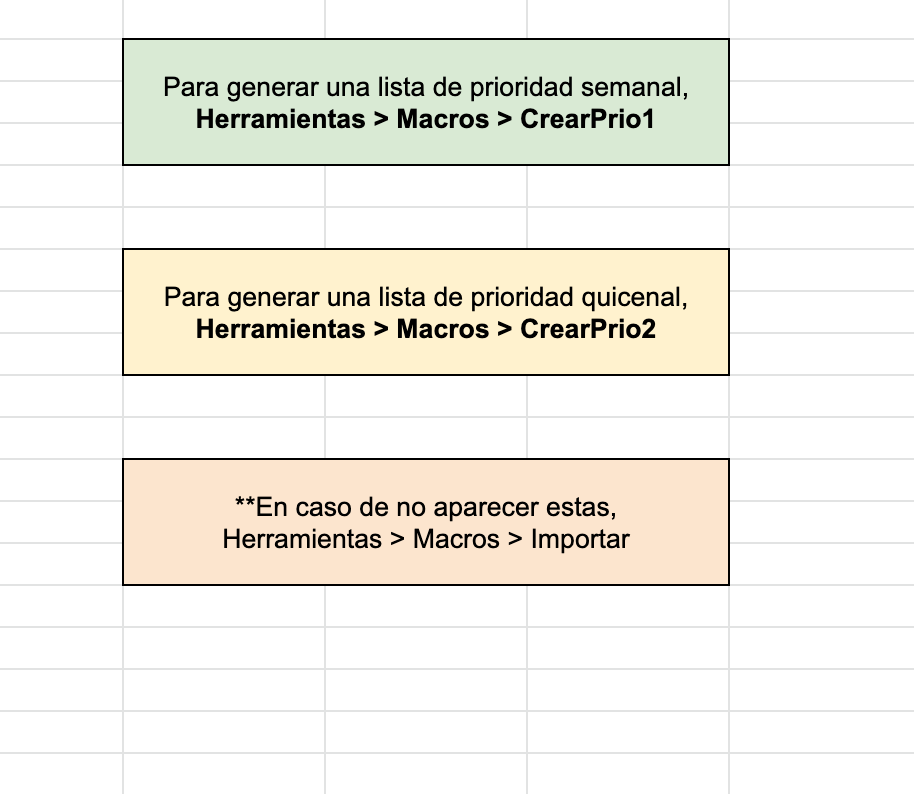 Para generar una lista de prioridad semanal,
Herramientas > Macros > CrearPrio1
Para generar una lista de prioridad quicenal,
Herramientas > Macros > CrearPrio2
**En caso de no aparecer estas,
Herramientas > Macros > Importar